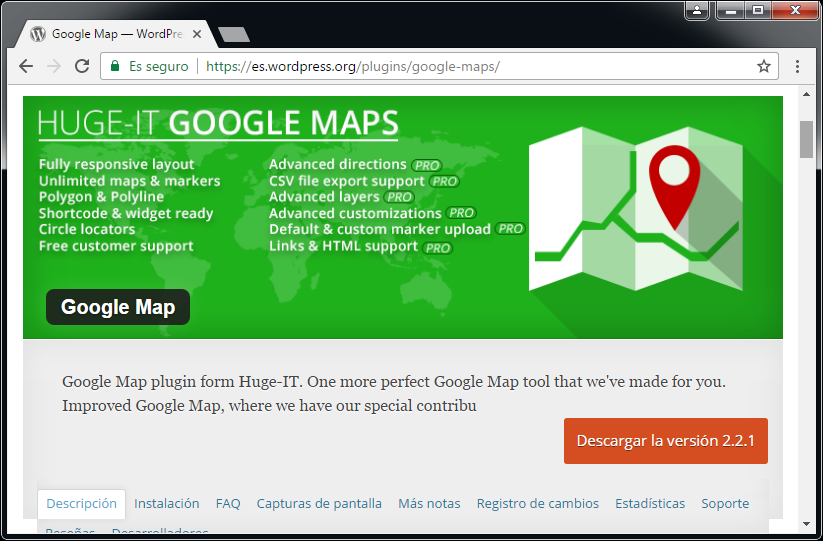 Google Map — WordPre
Es seguro
https://es.wordpress.org/plugins/google-maps/
HUGE-IT GOOGLE MAPS
Fully responsive layout
Unlimited maps & markers
Polygon & Polyline
Shortcode & widget ready
Circle locators
Free customer support
Advanced directions PRO
CSV file export support PRO
Advanced layers PRO
Advanced customizations PRO
Default & custom marker upload PRO
Links & HTML support PRO
Google Map
Google Map plugin form Huge-IT. One more perfect Google Map tool that we've made for you.
Improved Google Map, where we have our special contribu
Descargar la versión 2.2.1
Descripción Instalación FAQ Capturas de pantalla Más notas Registro de cambios Estadísticas Soporte
Reseñas Desarrolladores